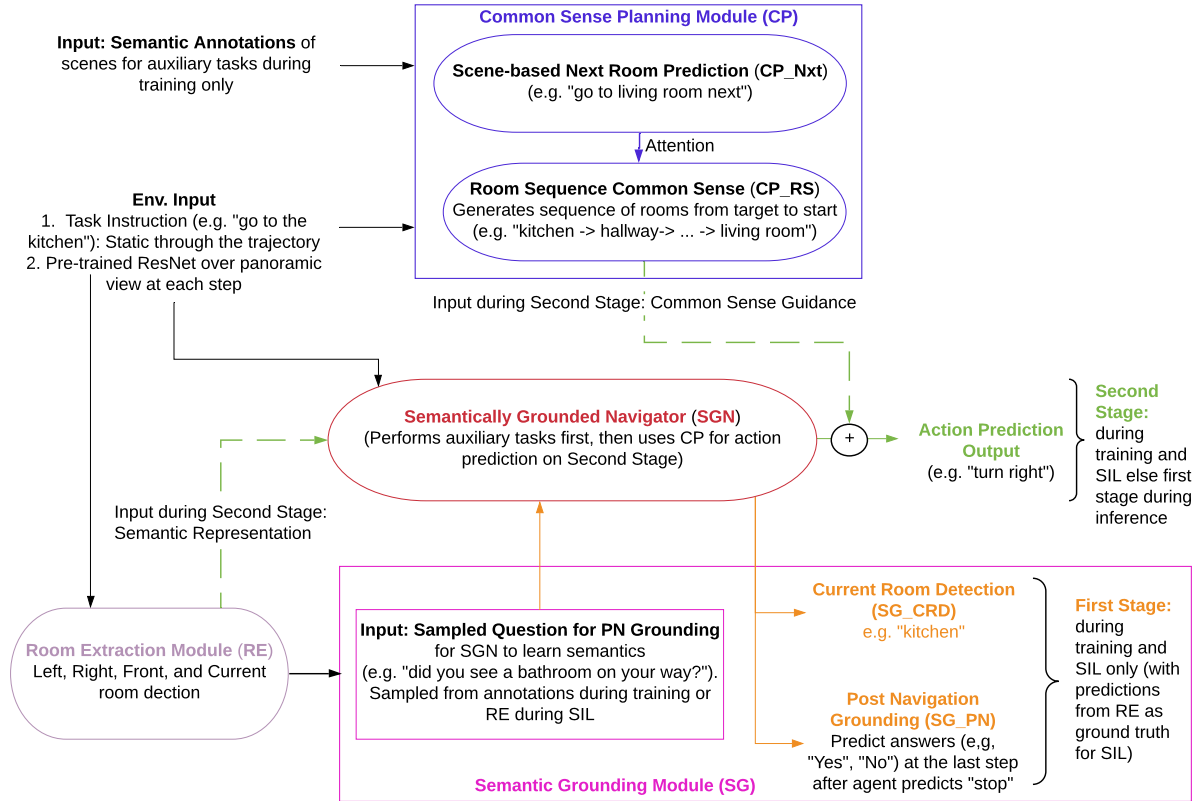 Common Sense Planning Module (CP)
Input: Semantic Annotations of
scenes for auxiliary tasks during
training only
Scene-based Next Room Prediction (CP_Nxt)
(e.g. "go to living room next")
Attention
Room Sequence Common Sense (CP_RS)
Generates sequence of rooms from target to start
(e.g. "kitchen -> hallway-> ... -> living room")
Env. Input
1. Task Instruction (e.g. "go to the
kitchen"): Static through the trajectory
2. Pre-trained ResNet over panoramic
view at each step
Input during Second Stage: Common Sense Guidance
Semantically Grounded Navigator (SGN)
(Performs auxiliary tasks first, then uses CP for action
prediction on Second Stage)
+
Action Prediction
Output
(e.g. "turn right")
Second
Stage:
during
training and
SIL else first
stage during
inference
Input during Second Stage:
Semantic Representation
Room Extraction Module (RE)
Left, Right, Front, and Current
room dection
Input: Sampled Question for PN Grounding
for SGN to learn semantics
(e.g. "did you see a bathroom on your way?").
Sampled from annotations during training or
RE during SIL
Current Room Detection
(SG_CRD)
e.g. "kitchen"
Post Navigation
Grounding (SG_PN)
Predict answers (e,g,
"Yes", "No") at the last step
after agent predicts "stop"
First Stage:
during
training and
SIL only (with
predictions
from RE as
ground truth
for SIL)
Semantic Grounding Module (SG)